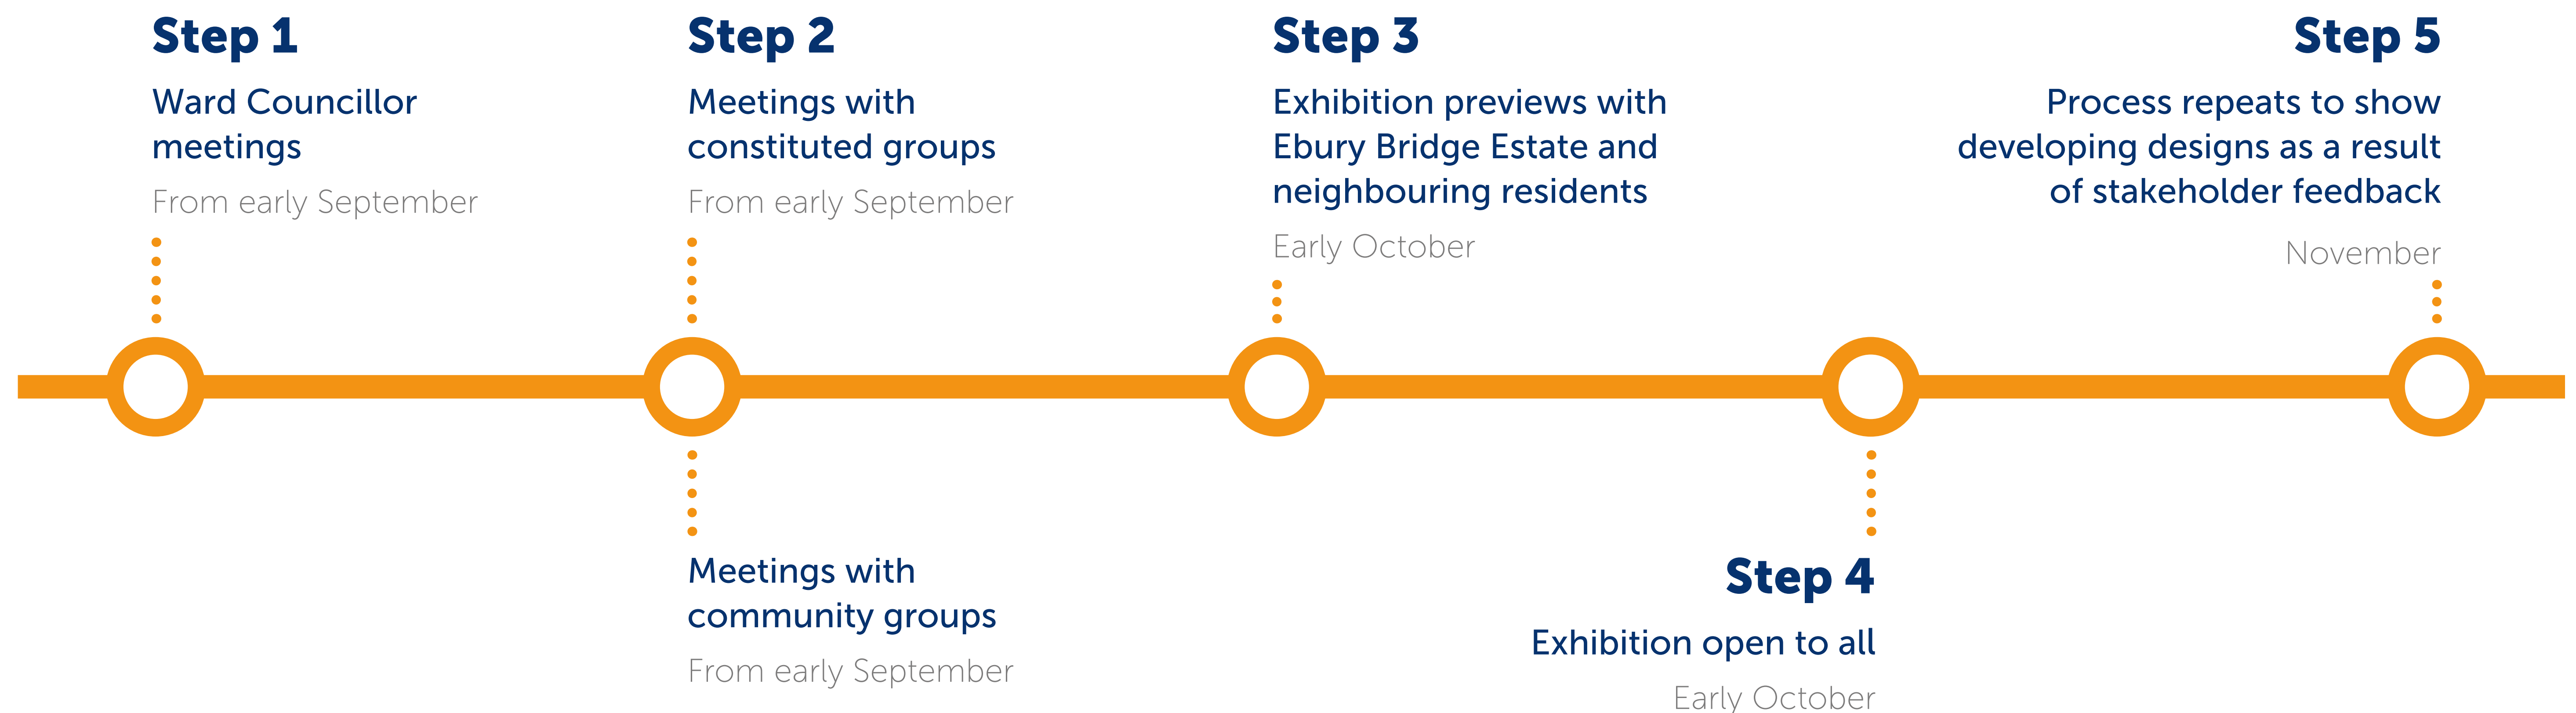 Step 1
Ward Councillor
meetings
From early September
Step 2
Meetings with
constituted groups
From early September
Meetings with
community groups
From early September
Step 3
Exhibition previews with
Ebury Bridge Estate and
neighbouring residents
Early October
Step 4
Exhibition open to all
Early October
Step 5
Process repeats to show
developing designs as a result
of stakeholder feedback
November